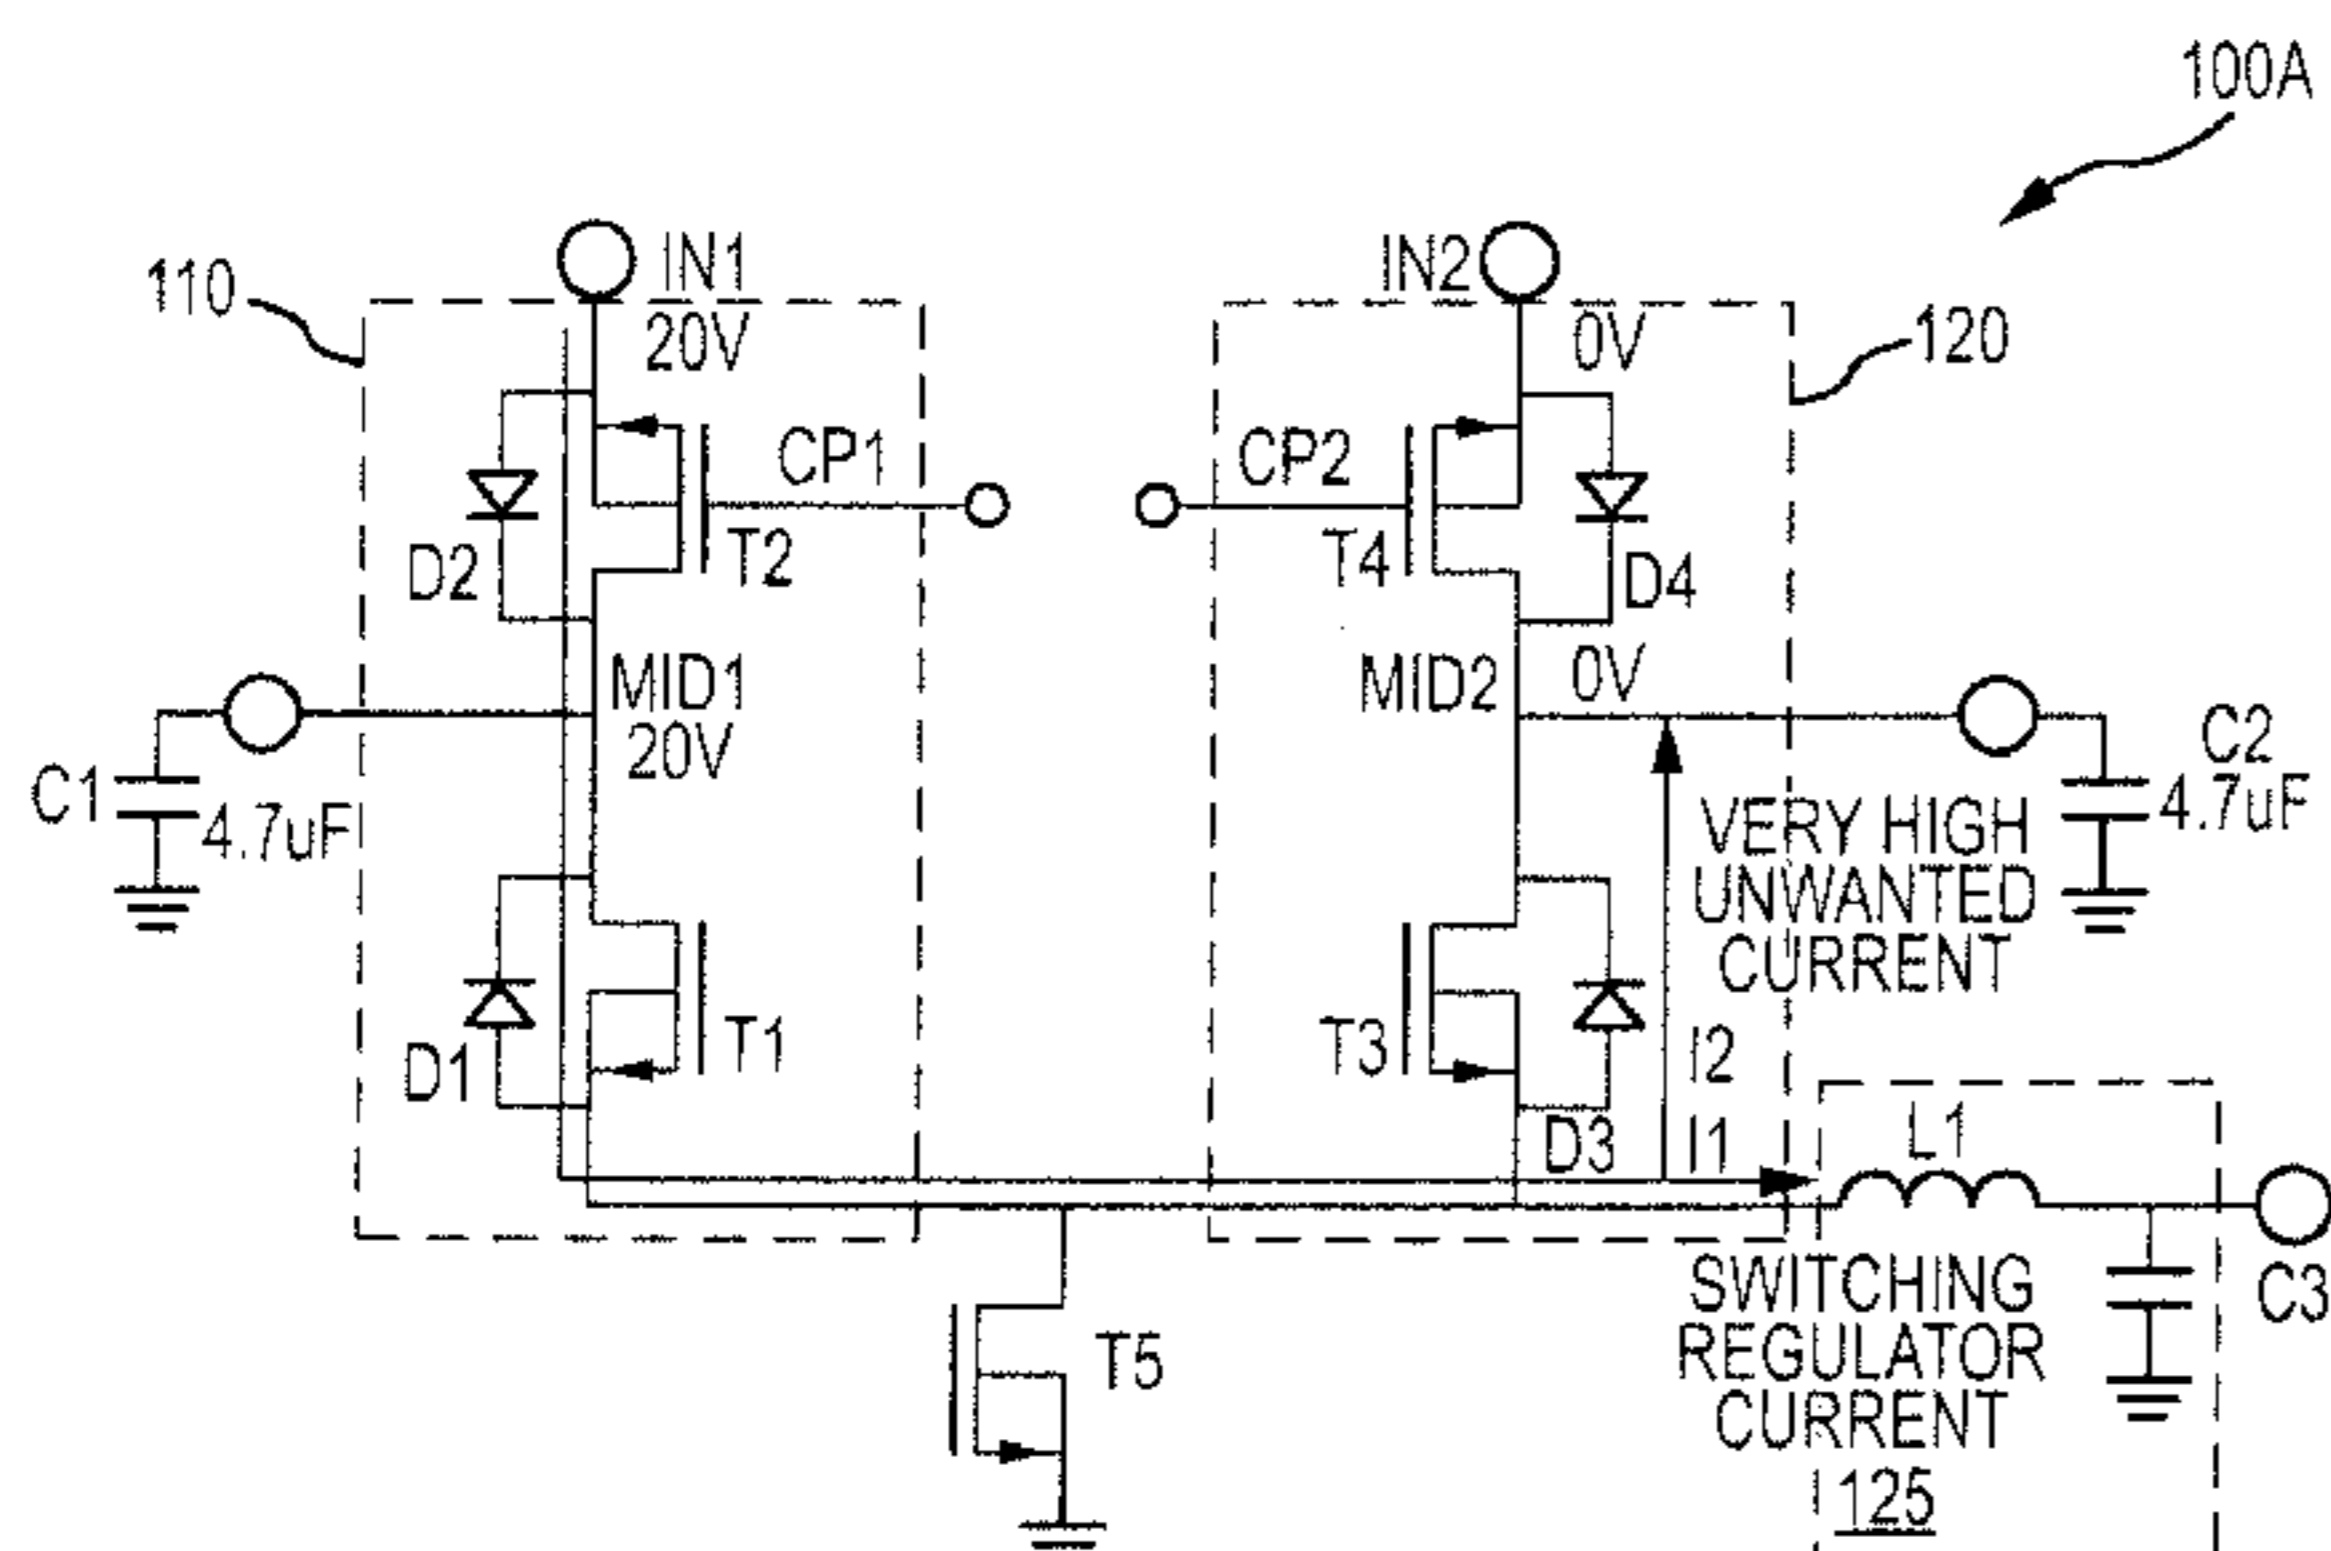 100A
110
IN1
20V
IN2
0V
120
CP1
CP2
D2
T2
T4
D4
MID1
20V
MID2
0V
C1
4.7uF
C2
4.7uF
VERY HIGH
UNWANTED
CURRENT
D1
T1
T3
D3
I2
I1
L1
SWITCHING
REGULATOR
CURRENT
125
C3
T5